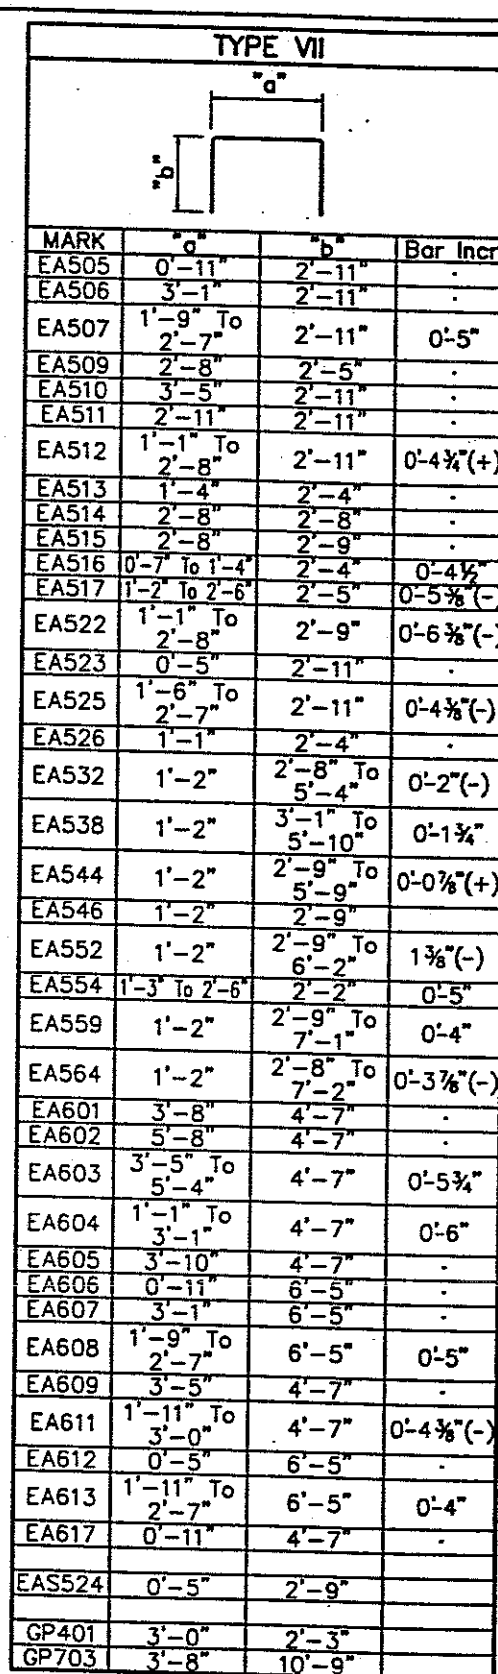 TYPE VII
"a"
"b"
MARK "a" "b" Bar Incr
EA505 0'-11" 2'-11" -
EA506 3'-1" 2'-11" -
EA507 1'-9" To 2'-7" 2'-11" 0'-5"
EA509 2'-8" 2'-5" -
EA510 3'-5" 2'-11" -
EA511 2'-11" 2'-11" -
EA512 1'-1" To 2'-8" 2'-11" 0'-4¾"(+)
EA513 1'-4" 2'-4" -
EA514 2'-8" 2'-8" -
EA515 2'-8" 2'-9" -
EA516 0'-7" To 1'-4" 2'-4" 0'-4½"
EA517 1'-2" To 2'-6" 2'-5" 0-5⅜"(-
EA522 1'-1" To 2'-8" 2'-9" 0'-6⅜"(-)
EA523 0'-5" 2'-11" -
EA525 1'-6" To 2'-7" 2'-11" 0'-4⅜"(-)
EA526 1'-1" 2'-4" -
EA532 1'-2" 2'-8" To 5'-4" 0'-2"(-)
EA538 1'-2" 3'-1" To 5'-10" 0'-1¾"
EA544 1'-2" 2'-9" To 5'-9" 0'-0⅞"(+)
EA546 1'-2" 2'-9"
EA552 1'-2" 2'-9" To 6'-2" 1⅜"(-)
EA554 1'-3" To 2'-6" 2'-2" 0'-5"
EA559 1'-2" 2'-9" To 7'-1" 0'-4"
EA564 1'-2" 2'-8" To 7'-2" 0'-3⅞"(-)
EA601 3'-8" 4'-7" -
EA602 5'-8" 4'-7" -
EA603 3'-5" To 5'-4" 4'-7" 0'-5¾"
EA604 1'-1" To 3'-1" 4'-7" 0'-6"
EA605 3'-10" 4'-7" -
EA606 0'-11" 6'-5" -
EA607 3'-1" 6'-5" -
EA608 1'-9" To 2'-7" 6'-5" 0'-5"
EA609 3'-5" 4'-7" -
EA611 1'-11" To 3'-0" 4'-7" 0'-4⅜"(-)
EA612 0'-5" 6'-5" -
EA613 1'-11" To 2'-7" 6'-5" 0'-4"
EA617 0'-11" 4'-7" -
EAS524 0'-5" 2'-9"
GP401 3'-0" 2'-3"
GP703 3'-8" 10'-9"